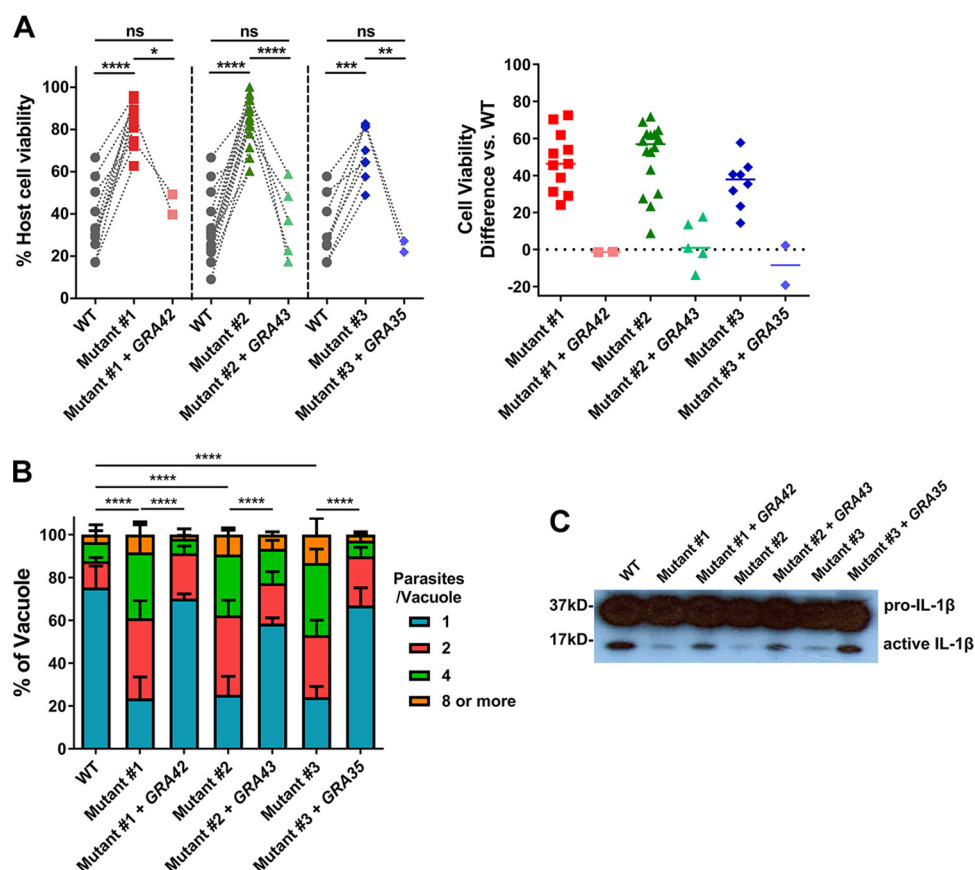 A
ns
ns
ns
**** *
**** ****
*** **
% Host cell viability
100
80
60
40
20
0
WT
Mutant #1
Mutant #1 + GRA42
WT
Mutant #2
Mutant #2 + GRA43
WT
Mutant #3
Mutant #3 + GRA35
Cell Viability
Difference vs. WT
100
80
60
40
20
0
-20
Mutant #1
Mutant #1 + GRA42
Mutant #2
Mutant #2 + GRA43
Mutant #3
Mutant #3 + GRA35
B
****
****
**** **** **** ****
% of Vacuole
100
80
60
40
20
0
WT
Mutant #1
Mutant #1 + GRA42
Mutant #2
Mutant #2 + GRA43
Mutant #3
Mutant #3 + GRA35
Parasites
/Vacuole
1
2
4
8 or more
C
WT
Mutant #1
Mutant #1 + GRA42
Mutant #2
Mutant #2 + GRA43
Mutant #3
Mutant #3 + GRA35
37kD-
17kD-
pro-IL-1β
active IL-1β